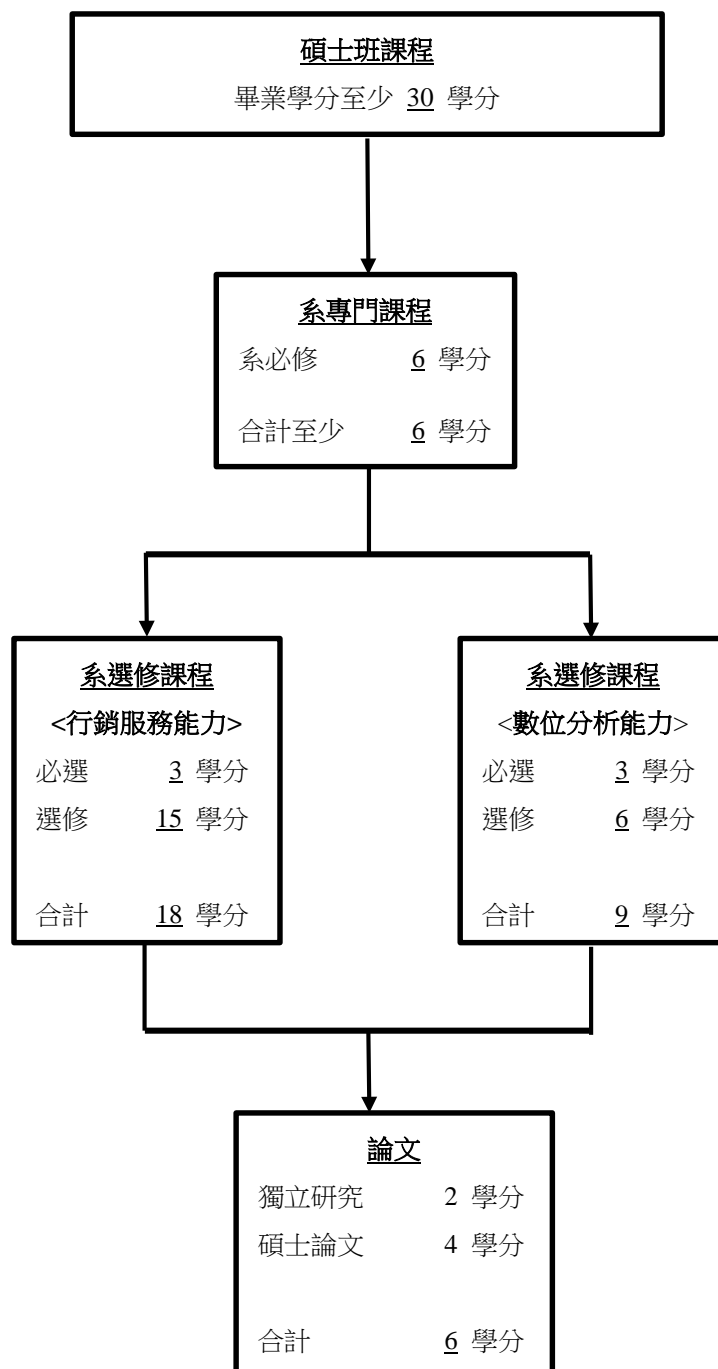 碩士班課程
畢業學分至少 30 學分
系專門課程
系必修 6 學分
合計至少 6 學分
系選修課程
<行銷服務能力>
必選 3 學分
選修 15 學分
合計 18 學分
系選修課程
<數位分析能力>
必選 3 學分
選修 6 學分
合計 9 學分
論文
獨立研究 2 學分
碩士論文 4 學分
合計 6 學分